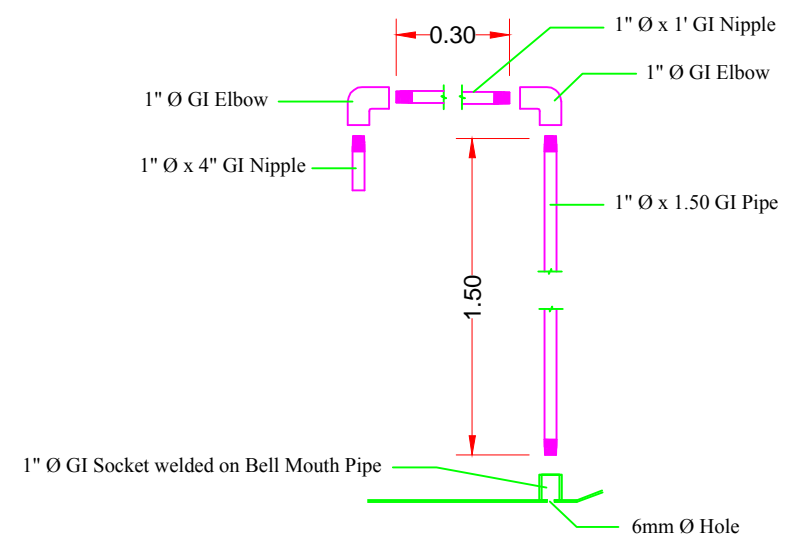 1" Ø x 1' GI Nipple
0.30
1" Ø GI Elbow
1" Ø GI Elbow
1" Ø x 4" GI Nipple
1" Ø x 1.50 GI Pipe
1.50
1" Ø GI Socket welded on Bell Mouth Pipe
6mm Ø Hole